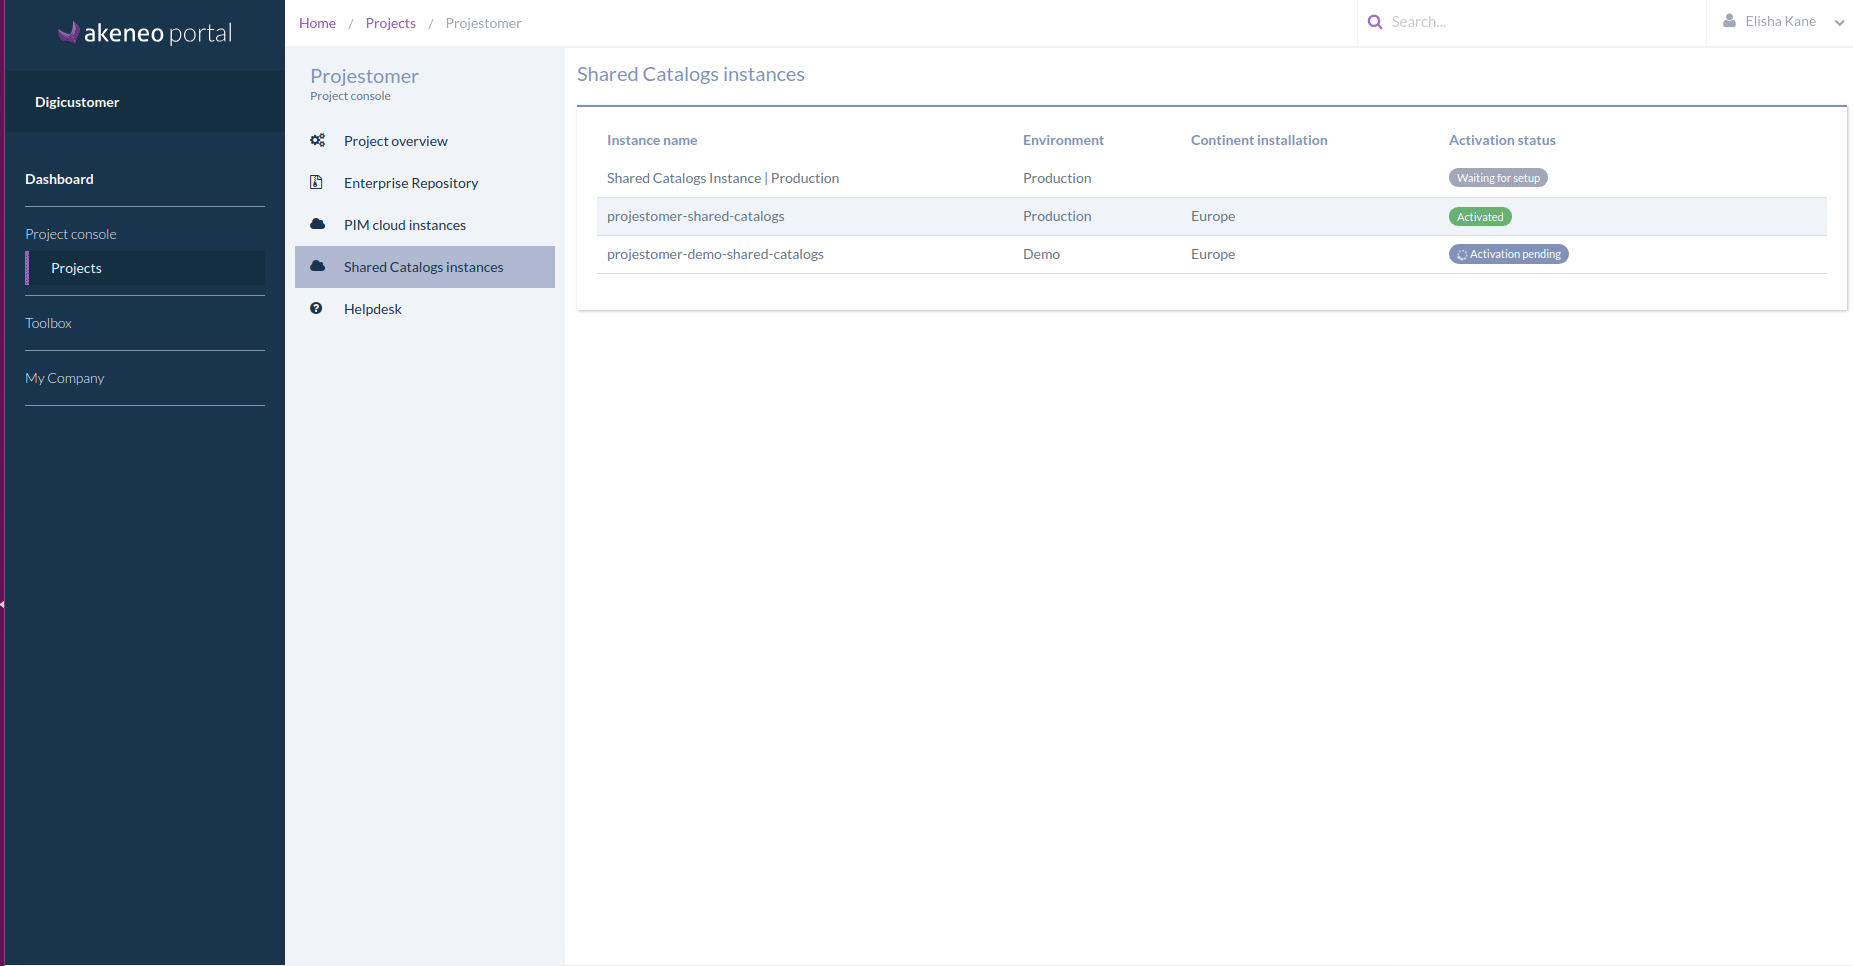 akeneo portal
Digicustomer
Dashboard
Project console
Projects
Toolbox
My Company
Home / Projects / Projestomer
Search...
Elisha Kane
Projestomer
Project console
Project overview
Enterprise Repository
PIM cloud instances
Shared Catalogs instances
Helpdesk
Shared Catalogs instances
Instance name Environment Continent installation Activation status
Shared Catalogs Instance | Production Production Waiting for setup
projestomer-shared-catalogs Production Europe Activated
projestomer-demo-shared-catalogs Demo Europe Activation pending